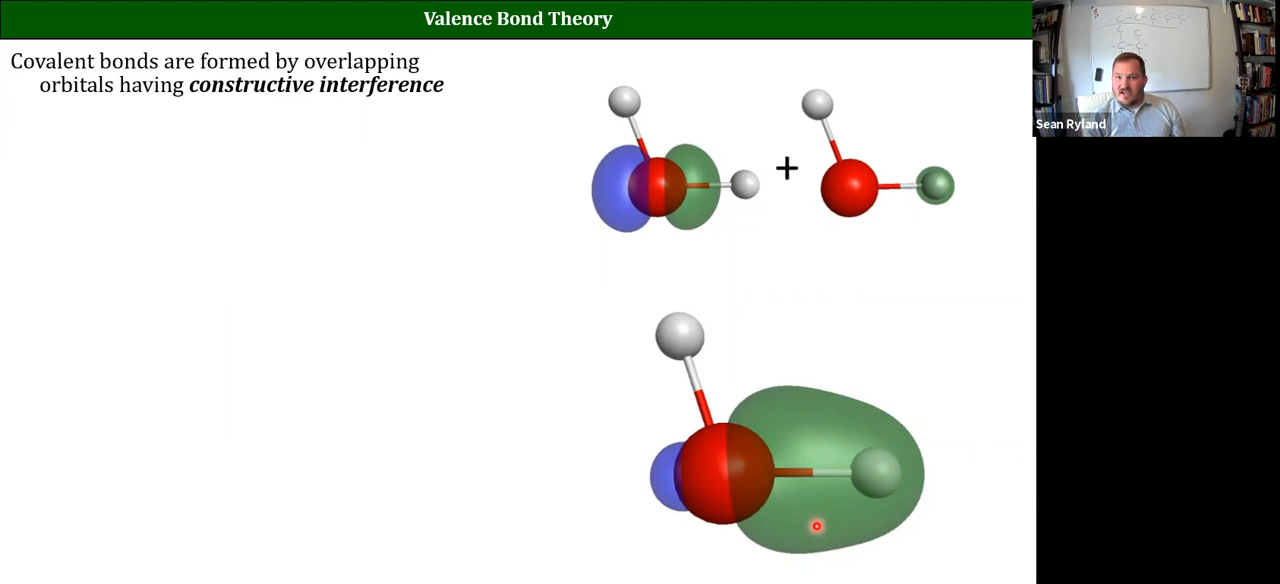 Valence Bond Theory
Covalent bonds are formed by overlapping
orbitals having constructive interference
+
Sean Ryland